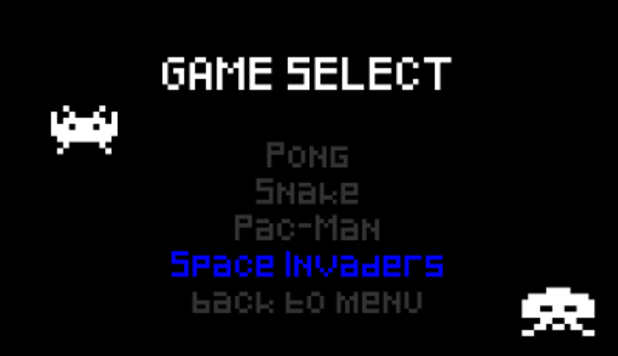 GAME SELECT
Pong
Snake
Pac-Man
Space Invaders
back to menu